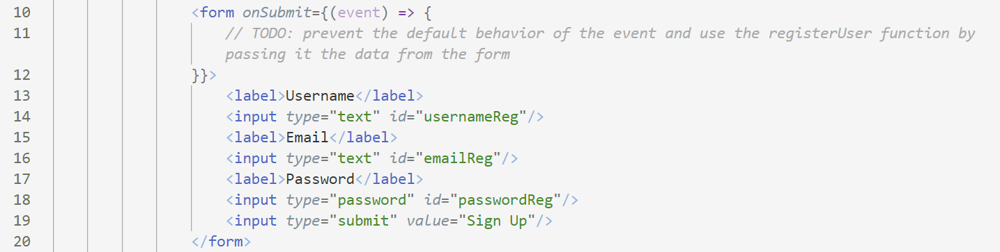 10 <form onSubmit={(event) => {
11 // TODO: prevent the default behavior of the event and use the registerUser function by
passing it the data from the form
12 }}>
13 <label>Username</label>
14 <input type="text" id="usernameReg"/>
15 <label>Email</label>
16 <input type="text" id="emailReg"/>
17 <label>Password</label>
18 <input type="password" id="passwordReg"/>
19 <input type="submit" value="Sign Up"/>
20 </form>